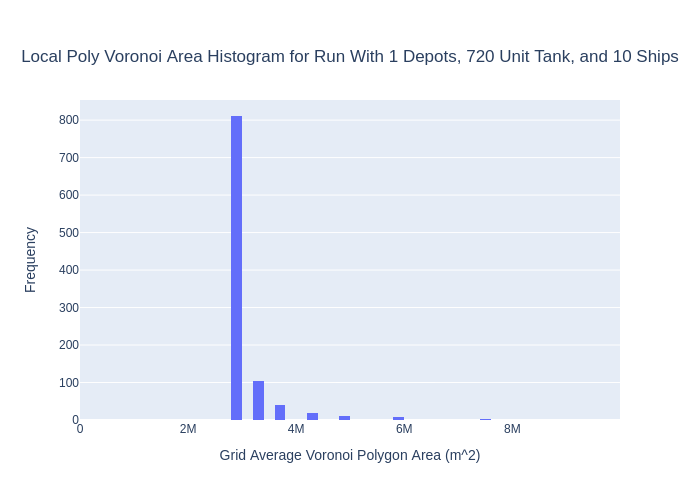 Local Poly Voronoi Area Histogram for Run With 1 Depots, 720 Unit Tank, and 10 Ships
800
700
600
500
400
300
200
100
0
0 2M 4M 6M 8M
Frequency
Grid Average Voronoi Polygon Area (m^2)